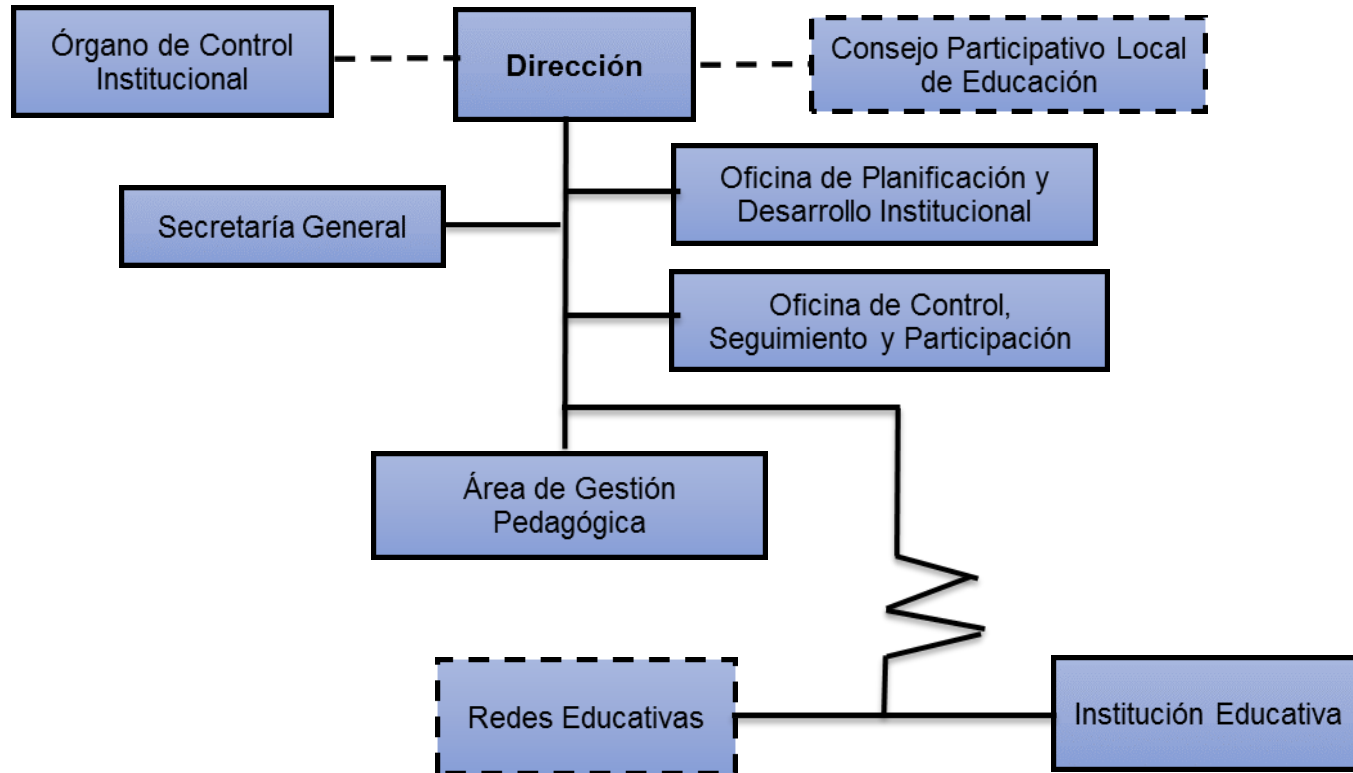 Órgano de Control
Institucional
Dirección
Consejo Participativo Local
de Educación
Oficina de Planificación y
Desarrollo Institucional
Secretaría General
Oficina de Control,
Seguimiento y Participación
Área de Gestión
Pedagógica
Redes Educativas
Institución Educativa